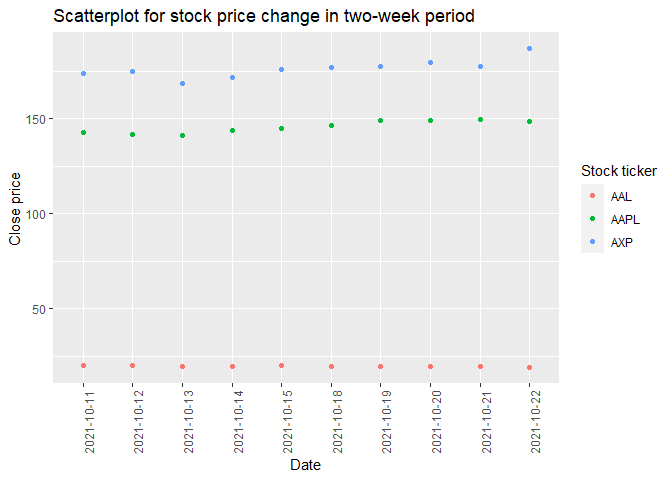 Scatterplot for stock price change in two-week period
Close price
150
100
50
2021-10-11
2021-10-12
2021-10-13
2021-10-14
2021-10-15
2021-10-18
2021-10-19
2021-10-20
2021-10-21
2021-10-22
Date
Stock ticker
AAL
AAPL
AXP